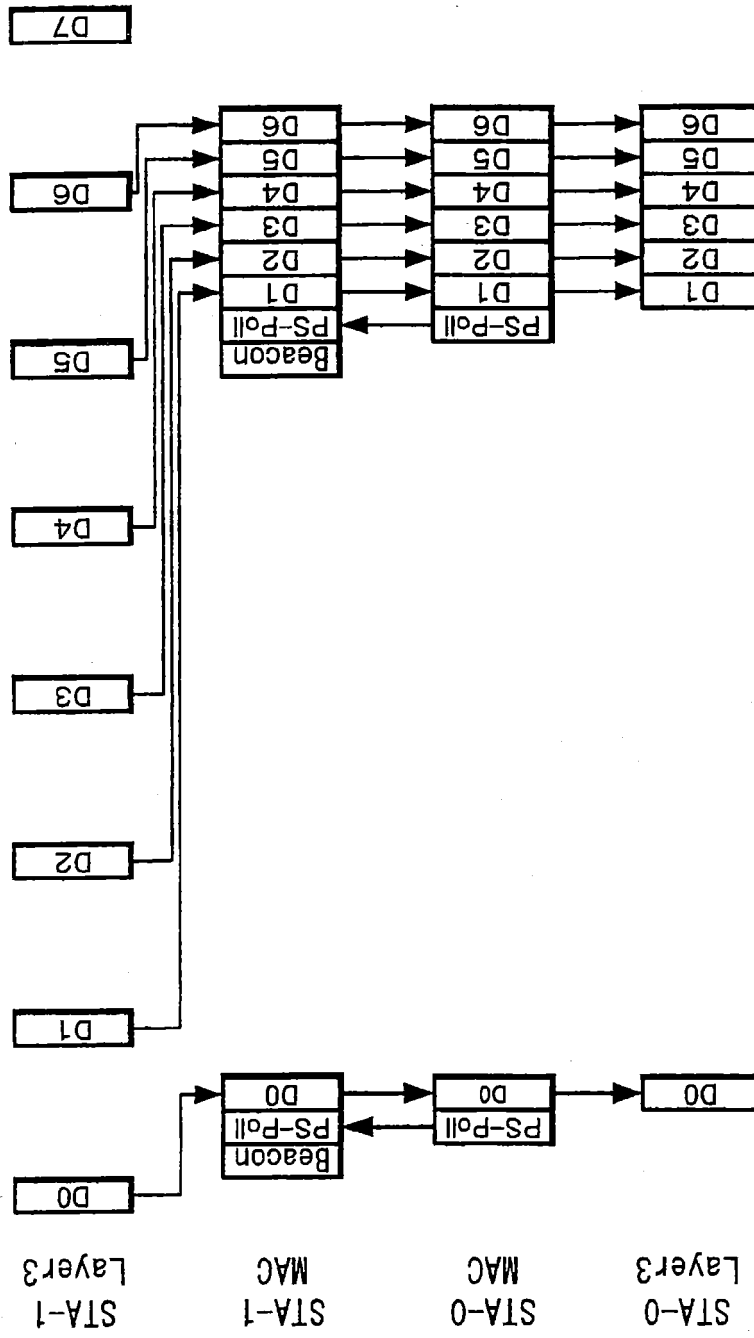 STA-0 STA-0 STA-1 STA-1
Layer3 MAC MAC Layer3
D0
Beacon
PS-Poll PS-Poll
D0 D0 D0
D1
D2
D3
D4
Beacon D5
PS-Poll PS-Poll
D1 D1 D1
D2 D2 D2
D3 D3 D3
D4 D4 D4 D6
D5 D5 D5
D6 D6 D6
D7